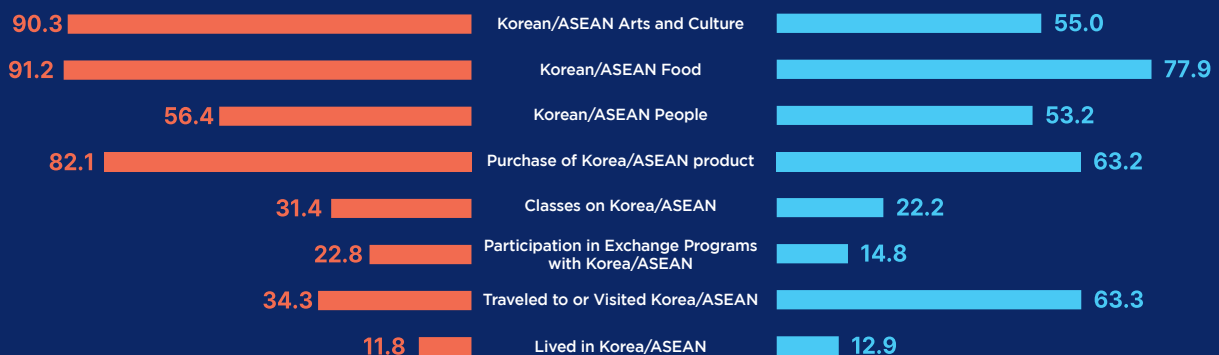 90.3 Korean/ASEAN Arts and Culture 55.0
91.2 Korean/ASEAN Food 77.9
56.4 Korean/ASEAN People 53.2
82.1 Purchase of Korea/ASEAN product 63.2
31.4 Classes on Korea/ASEAN 22.2
22.8 Participation in Exchange Programs
with Korea/ASEAN 14.8
34.3 Traveled to or Visited Korea/ASEAN 63.3
11.8 Lived in Korea/ASEAN 12.9